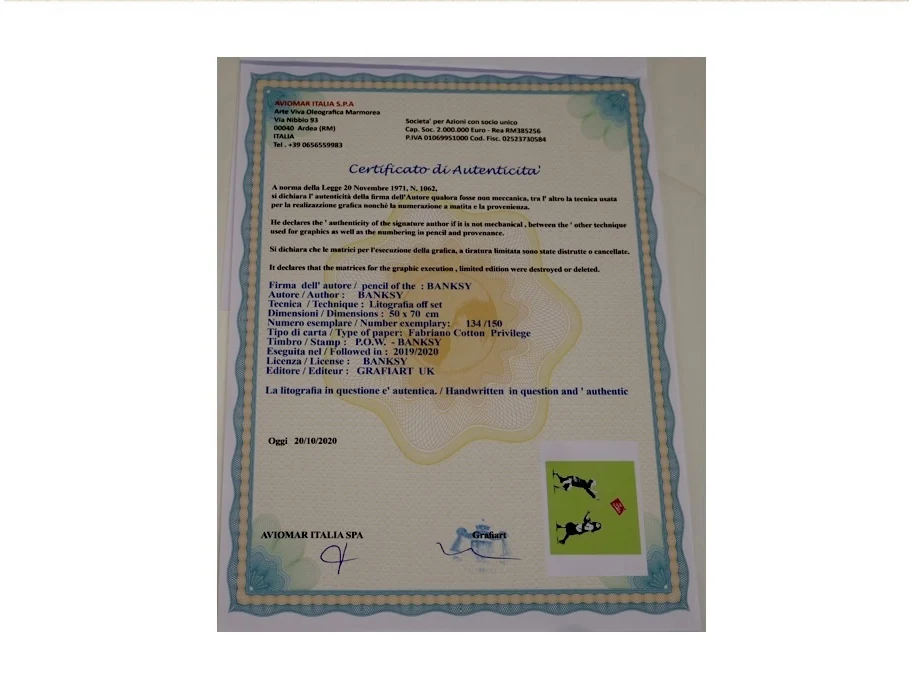 AVIOMAR ITALIA S.P.A
Arte Viva Oleografica Marmorea
Via Nibbio 93
00040 Ardea (RM)
ITALIA
Tel . +39 0656559983
Societa' per Azioni con socio unico
Cap. Soc. 2.000.000 Euro - Rea RM385256
P.IVA 01069951000 Cod. Fisc. 02523730584
Certificato di Autenticita'
A norma della Legge 20 Novembre 1971, N. 1062,
si dichiara l' autenticità della firma dell'Autore qualora fosse non meccanica, tra l' altro la tecnica usata
per la realizazzione grafica nonchè la numerazione a matita e la provenienza.
He declares the ' authenticity of the signature author if it is not mechanical , between the ' other technique
used for graphics as well as the numbering in pencil and provenance.
Si dichiara che le matrici per l'esecuzione della grafica, a tiratura limitata sono state distrutte o cancellate.
It declares that the matrices for the graphic execution , limited edition were destroyed or deleted.
Firma dell' autore / pencil of the : BANKSY
Autore / Author : BANKSY
Tecnica / Technique : Litografia off set
Dimensioni / Dimensions : 50 x 70 cm
Numero esemplare / Number exemplary: 134 /150
Tipo di carta / Type of paper: Fabriano Cotton Privilege
Timbro / Stamp : P.O.W. - BANKSY
Eseguita nel / Followed in : 2019/2020
Licenza / License : BANKSY
Editore / Editeur : GRAFIART UK
La litografia in questione e' autentica. / Handwritten in question and ' authentic
Oggi 20/10/2020
AVIOMAR ITALIA SPA
Grafiart